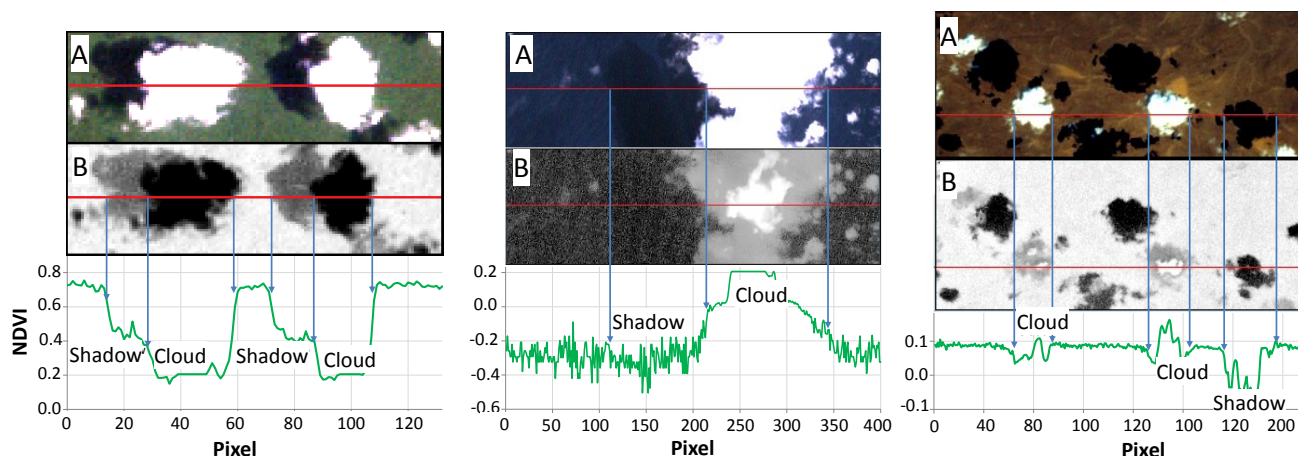 A
B
0.8
0.6
0.4
0.2
0.0
NDVI
Shadow
Cloud
Shadow
Cloud
0 20 40 60 80 100 120
Pixel
A
B
0.2
0.0
-0.2
-0.4
-0.6
Shadow
Cloud
0 50 100 150 200 250 300 350 400
Pixel
A
B
0.1
0.0
-0.1
Cloud
Cloud
Shadow
0 40 60 80 120 100 120 200
Pixel